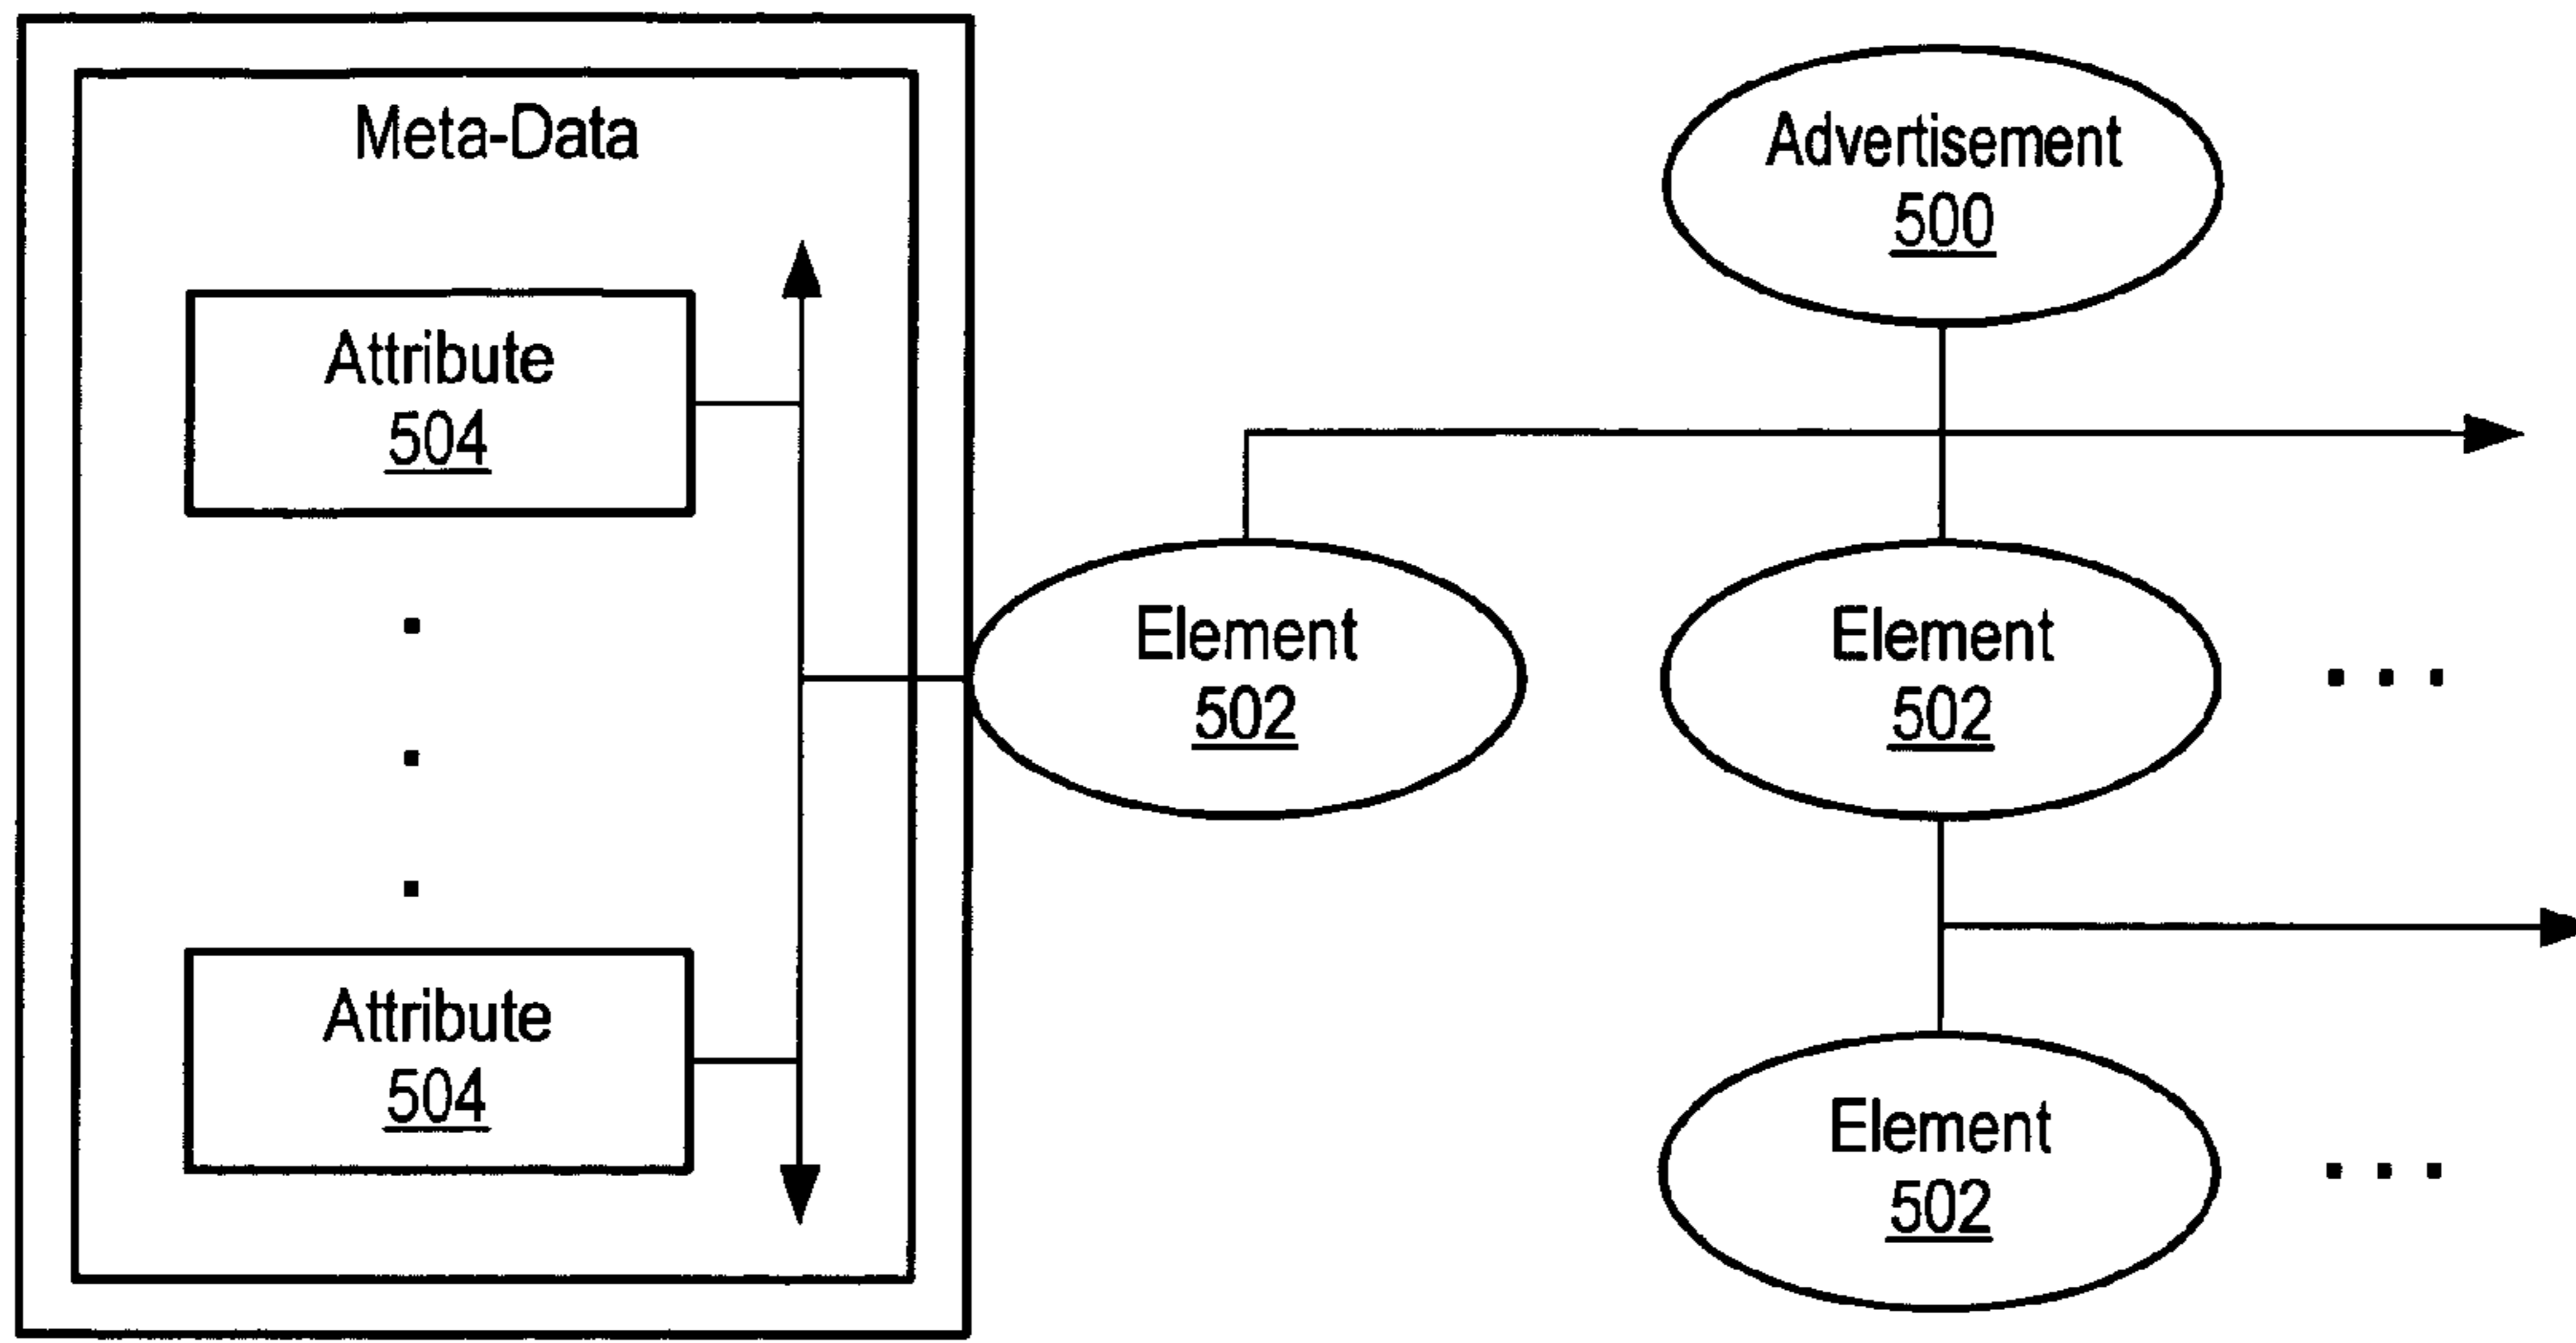 Meta-Data
Attribute
504
Attribute
504
Advertisement
500
Element
502
Element
502
Element
502